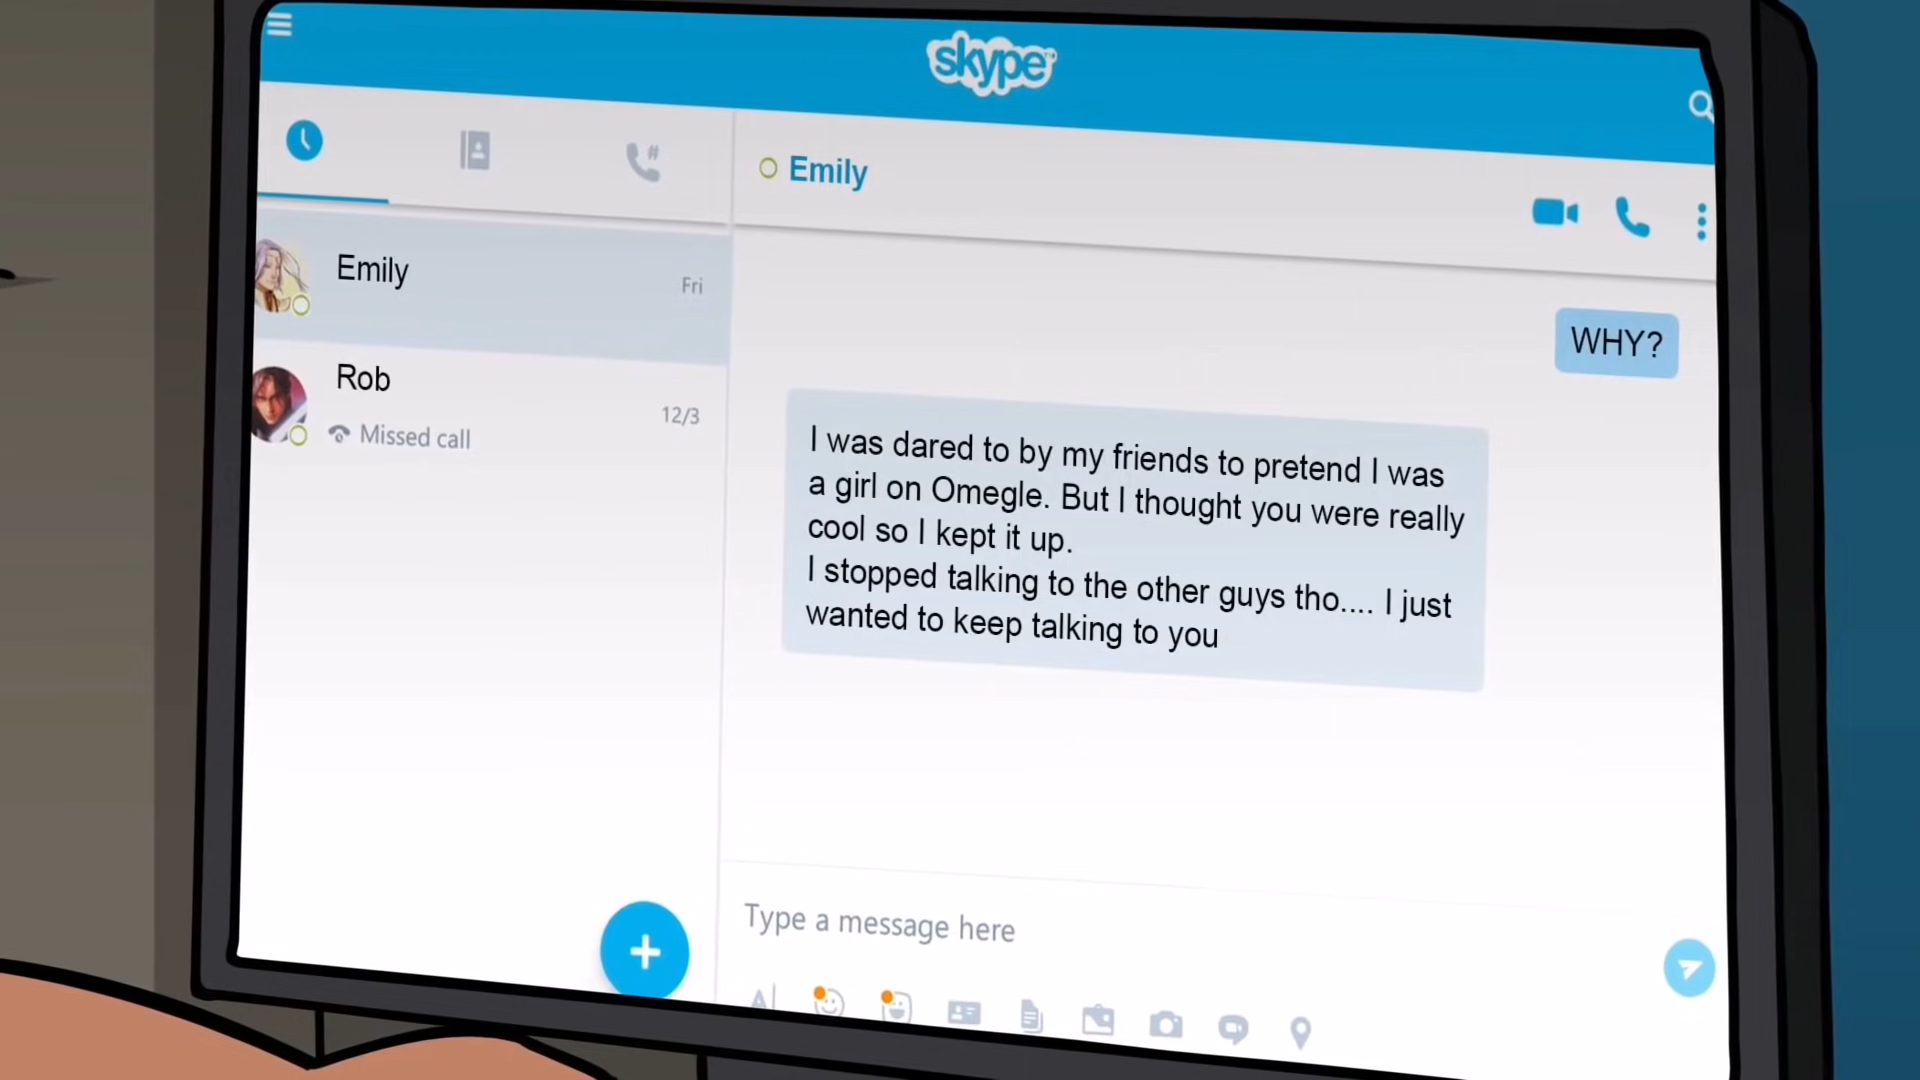 skype
Emily
Emily
Fri
Rob
12/3
Missed call
WHY?
I was dared to by my friends to pretend I was
a girl on Omegle. But I thought you were really
cool so I kept it up.
I stopped talking to the other guys tho.... I just
wanted to keep talking to you
Type a message here